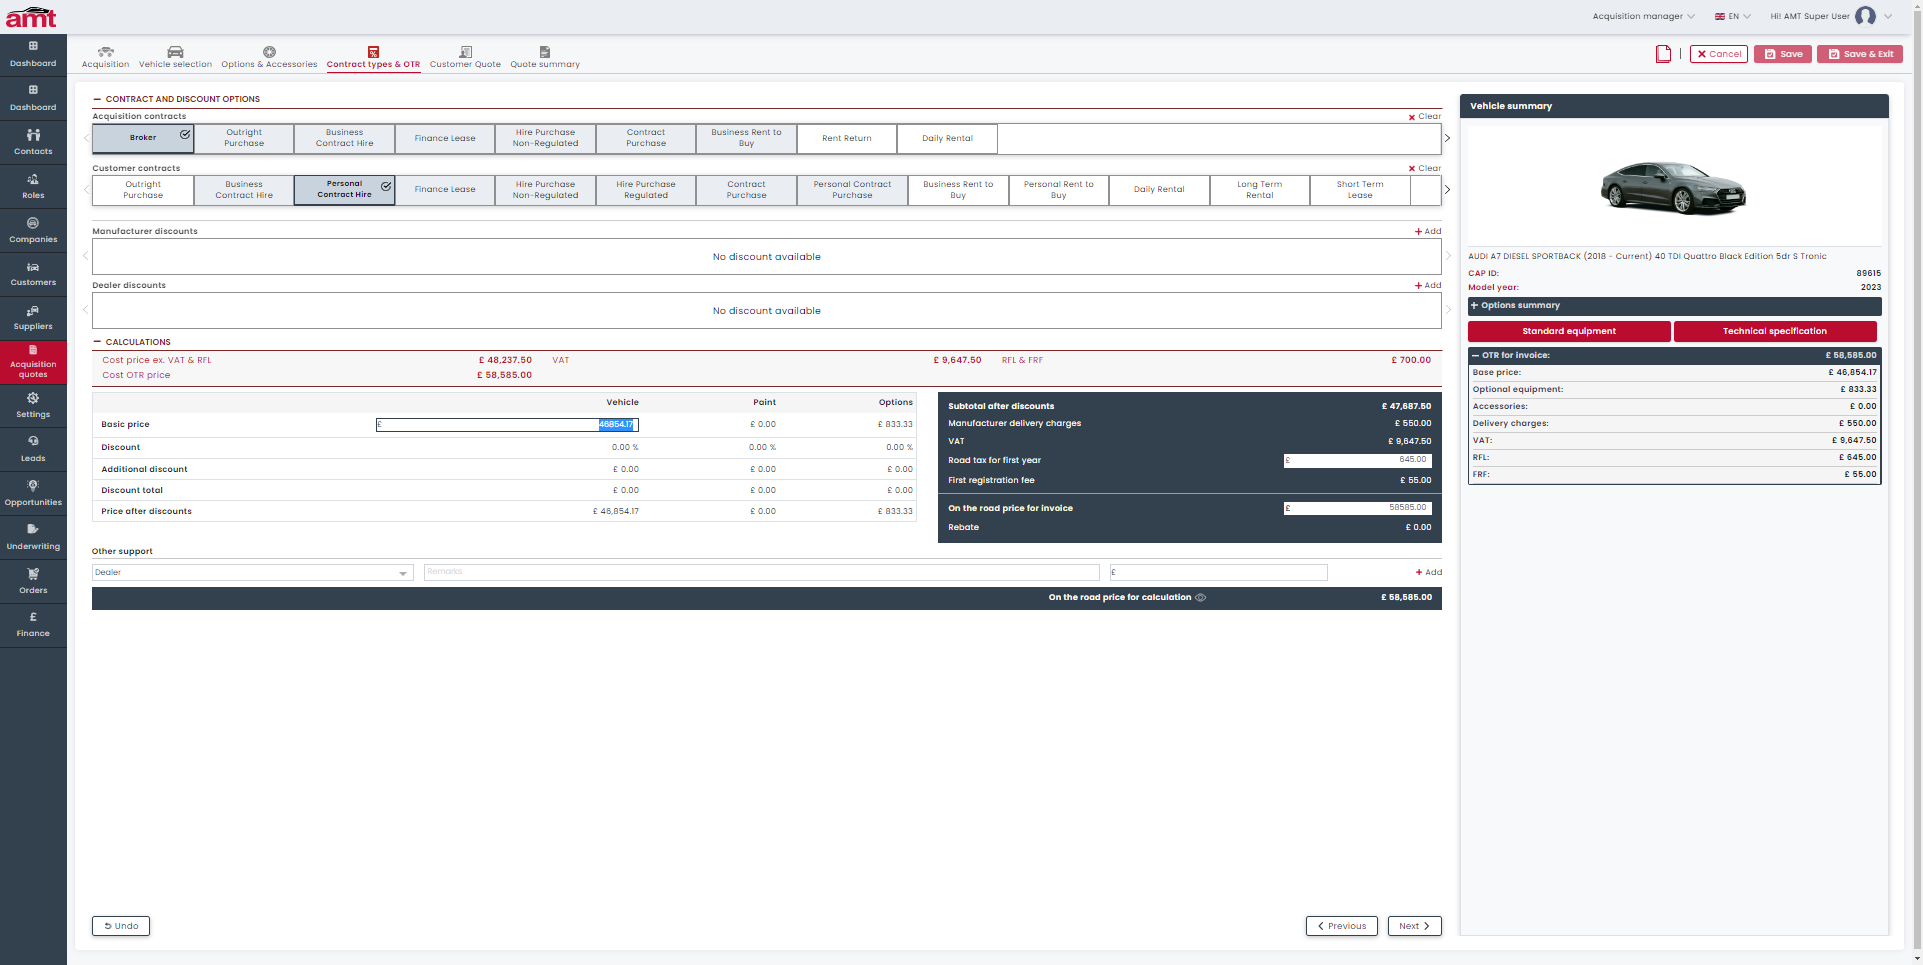 amt
Acquisition manager
EN
Hi! AMT Super User
Dashboard
Dashboard
Contacts
Roles
Companies
Customers
Suppliers
Acquisition
quotes
Settings
Leads
Opportunities
Underwriting
Orders
£
Finance
Acquisition
Vehicle selection
Options & Accessories
Contract types & OTR
Customer Quote
Quote summary
Cancel
Save
Save & Exit
CONTRACT AND DISCOUNT OPTIONS
Acquisition contracts
Clear
Broker
Outright
Purchase
Business
Contract Hire
Finance Lease
Hire Purchase
Non-Regulated
Contract
Purchase
Business Rent to
Buy
Rent Return
Daily Rental
Customer contracts
Clear
Outright
Purchase
Business
Contract Hire
Personal
Contract Hire
Finance Lease
Hire Purchase
Non-Regulated
Hire Purchase
Regulated
Contract
Purchase
Personal Contract
Purchase
Business Rent to
Buy
Personal Rent to
Buy
Daily Rental
Long Term
Rental
Short Term
Lease
Manufacturer discounts
+ Add
No discount available
Dealer discounts
+ Add
No discount available
CALCULATIONS
Cost price ex. VAT & RFL £ 48,237.50 VAT £ 9,647.50 RFL & FRF £ 700.00
Cost OTR price £ 58,585.00
Vehicle Paint Options
Basic price £ 46854.17 £ 0.00 £ 833.33
Discount 0.00 % 0.00 % 0.00 %
Additional discount £ 0.00 £ 0.00 £ 0.00
Discount total £ 0.00 £ 0.00 £ 0.00
Price after discounts £ 46,854.17 £ 0.00 £ 833.33
Subtotal after discounts £ 47,687.50
Manufacturer delivery charges £ 550.00
VAT £ 9,647.50
Road tax for first year £ 645.00
First registration fee £ 55.00
On the road price for invoice £ 58585.00
Rebate £ 0.00
Other support
Dealer
Remarks
£
+ Add
On the road price for calculation £ 58,585.00
Undo
Previous
Next
Vehicle summary
AUDI A7 DIESEL SPORTBACK (2018 - Current) 40 TDI Quattro Black Edition 5dr S Tronic
CAP ID: 89615
Model year: 2023
+ Options summary
Standard equipment
Technical specification
OTR for invoice: £ 58,585.00
Base price: £ 46,854.17
Optional equipment: £ 833.33
Accessories: £ 0.00
Delivery charges: £ 550.00
VAT: £ 9,647.50
RFL: £ 645.00
FRF: £ 55.00